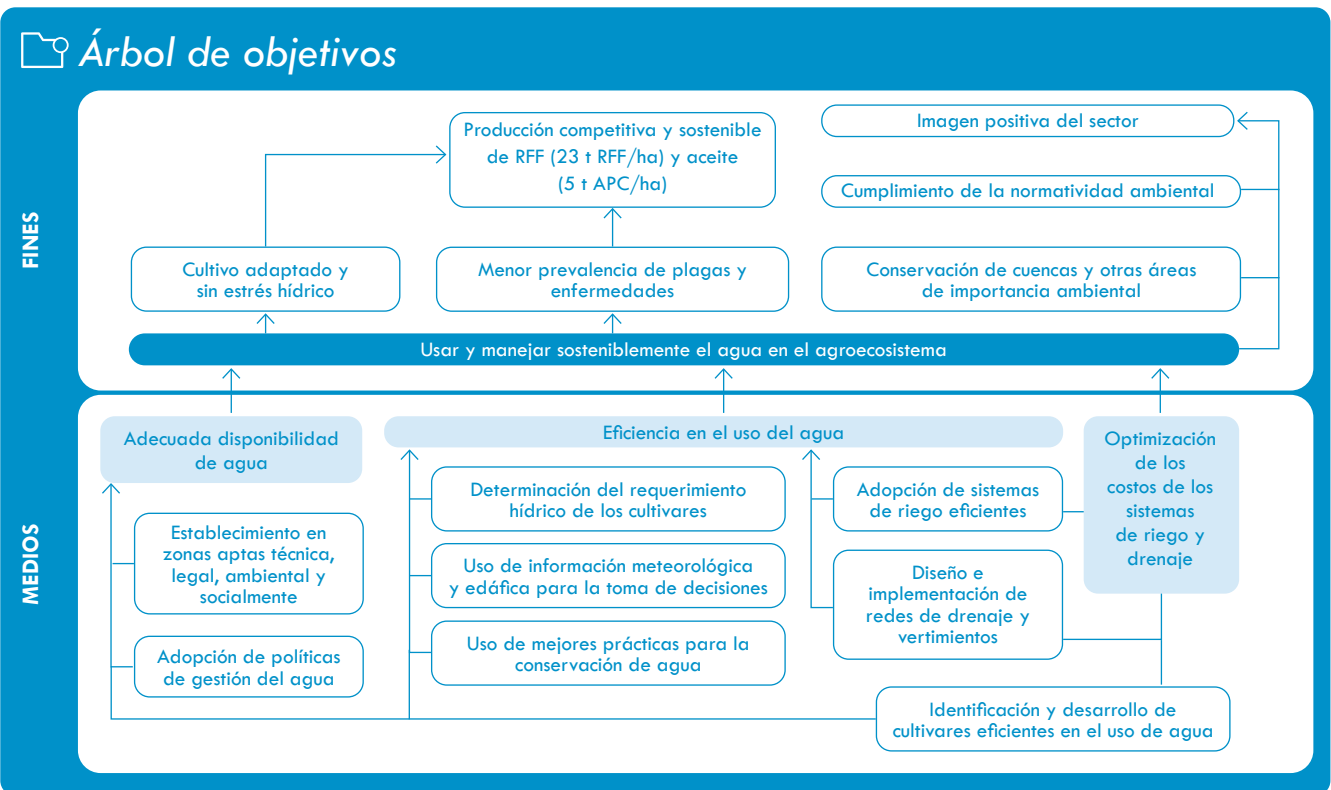 Árbol de objetivos
FINES
Producción competitiva y sostenible
de RFF (23 t RFF/ha) y aceite
(5 t APC/ha)
Imagen positiva del sector
Cumplimiento de la normatividad ambiental
Cultivo adaptado y
sin estrés hídrico
Menor prevalencia de plagas y
enfermedades
Conservación de cuencas y otras áreas
de importancia ambiental
Usar y manejar sosteniblemente el agua en el agroecosistema
MEDIOS
Adecuada disponibilidad
de agua
Establecimiento en
zonas aptas técnica,
legal, ambiental y
socialmente
Adopción de políticas
de gestión del agua
Eficiencia en el uso del agua
Determinación del requerimiento
hídrico de los cultivares
Uso de información meteorológica
y edáfica para la toma de decisiones
Uso de mejores prácticas para la
conservación de agua
Adopción de sistemas
de riego eficientes
Diseño e
implementación de
redes de drenaje y
vertimientos
Optimización
de los
costos de los
sistemas
de riego y
drenaje
Identificación y desarrollo de
cultivares eficientes en el uso de agua